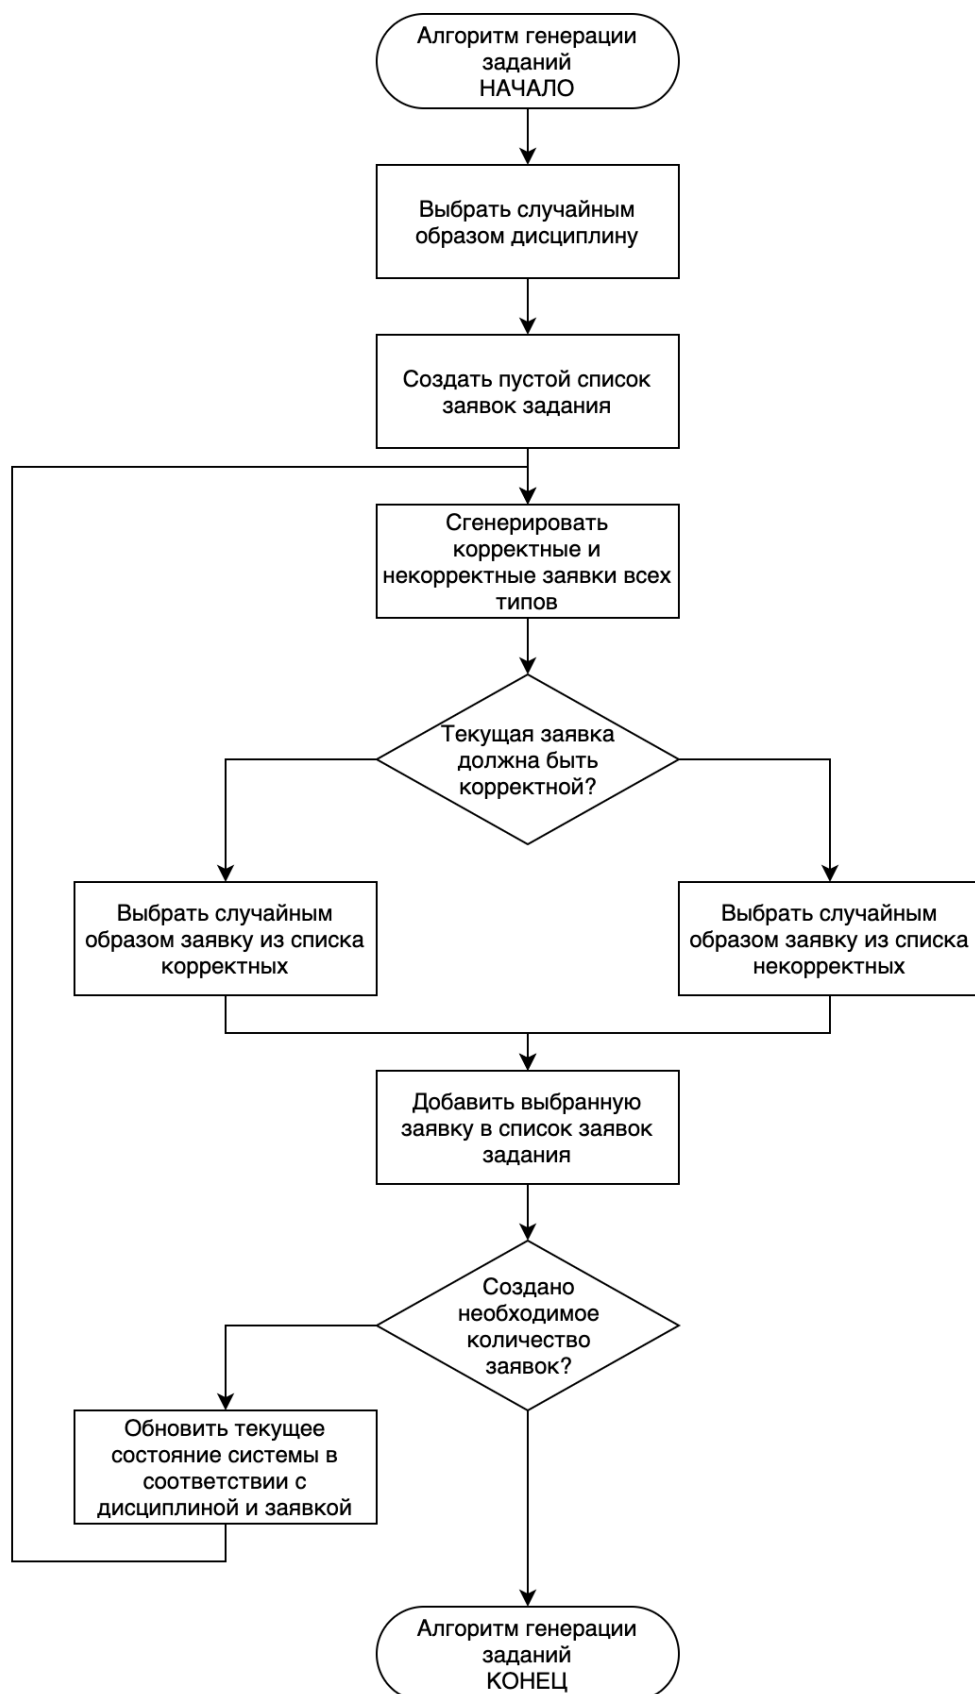 Алгоритм генерации
заданий
НАЧАЛО
Выбрать случайным
образом дисциплину
Создать пустой список
заявок задания
Сгенерировать
корректные и
некорректные заявки всех
типов
Текущая заявка
должна быть
корректной?
Выбрать случайным
образом заявку из списка
корректных
Выбрать случайным
образом заявку из списка
некорректных
Добавить выбранную
заявку в список заявок
задания
Создано
необходимое
количество
заявок?
Обновить текущее
состояние системы в
соответствии с
дисциплиной и заявкой
Алгоритм генерации
заданий
КОНЕЦ